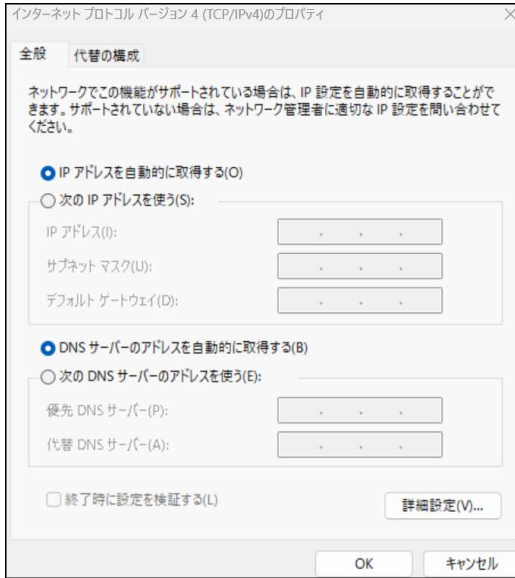 インターネット プロトコル バージョン 4 (TCP/IPv4)のプロパティ
全般
代替の構成
ネットワークでこの機能がサポートされている場合は、IP 設定を自動的に取得することがで
きます。サポートされていない場合は、ネットワーク管理者に適切な IP 設定を問い合わせて
ください。
IP アドレスを自動的に取得する(O)
次の IP アドレスを使う(S):
IP アドレス(I):
サブネット マスク(U):
デフォルト ゲートウェイ(D):
DNS サーバーのアドレスを自動的に取得する(B)
次の DNS サーバーのアドレスを使う(E):
優先 DNS サーバー(P):
代替 DNS サーバー(A):
終了時に設定を検証する(L)
詳細設定(V)...
OK
キャンセル